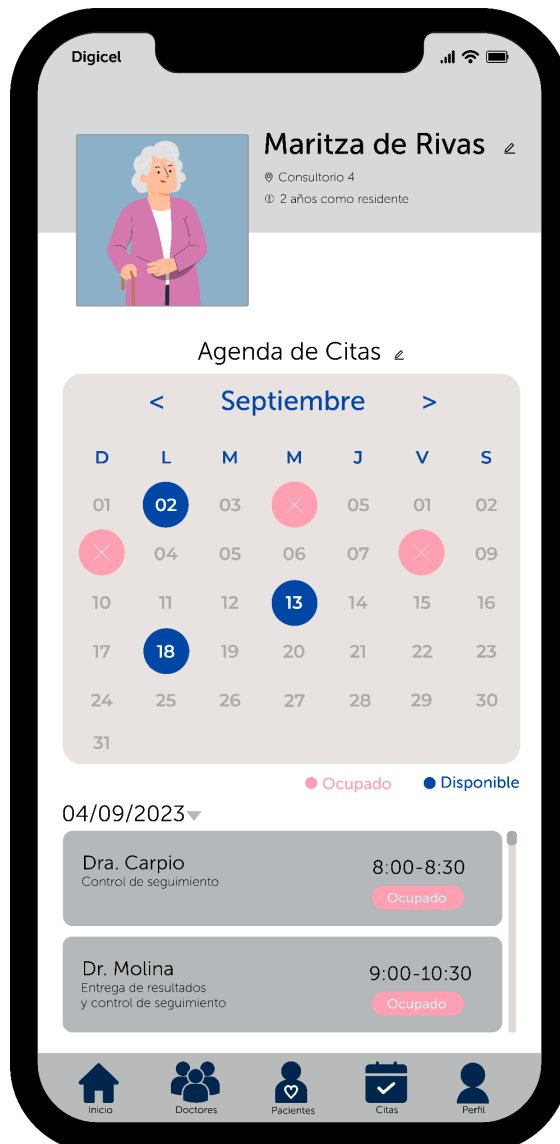 Digicel
Maritza de Rivas
Consultorio 4
2 años como residente
Agenda de Citas
< Septiembre >
D L M M J V S
01 02 03 05 01 02
04 05 06 07 09
10 11 12 13 14 15 16
17 18 19 20 21 22 23
24 25 26 27 28 29 30
31
Ocupado Disponible
04/09/2023
Dra. Carpio 8:00-8:30
Control de seguimiento
Ocupado
Dr. Molina 9:00-10:30
Entrega de resultados
y control de seguimiento
Ocupado
Inicio Doctores Pacientes Citas Perfil